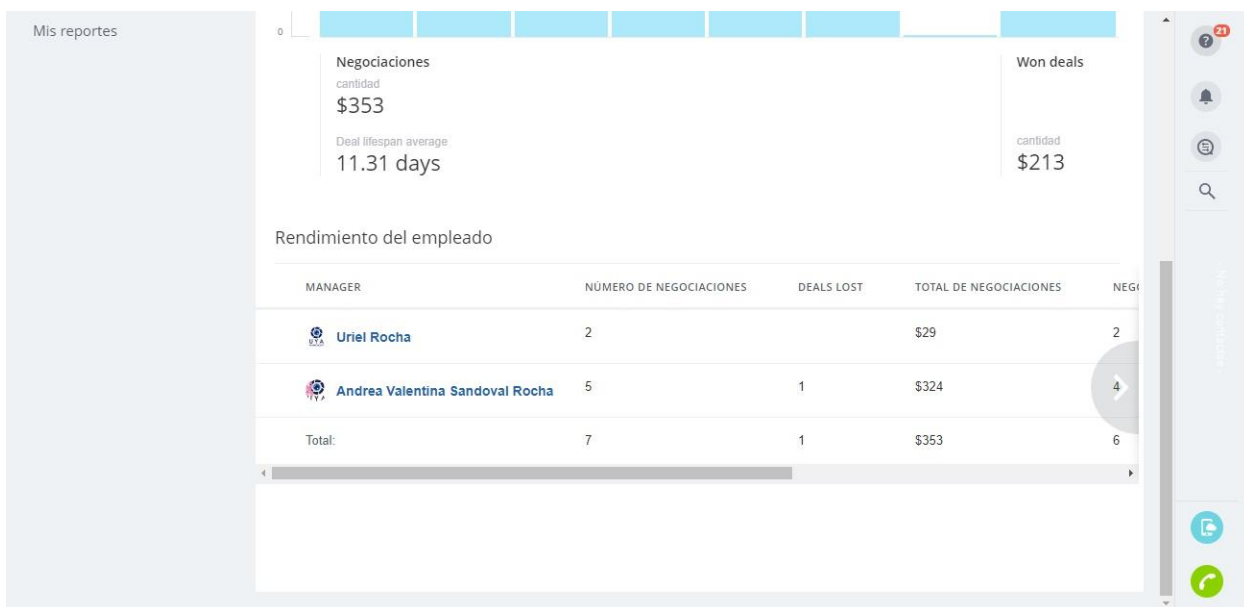 Mis reportes
0
21
Negociaciones
Won deals
cantidad
$353
Deal lifespan average
cantidad
11.31 days
$213
Rendimiento del empleado
MANAGER NÚMERO DE NEGOCIACIONES DEALS LOST TOTAL DE NEGOCIACIONES NEG
Uriel Rocha 2 $29 2
Andrea Valentina Sandoval Rocha 5 1 $324 4
Total: 7 1 $353 6